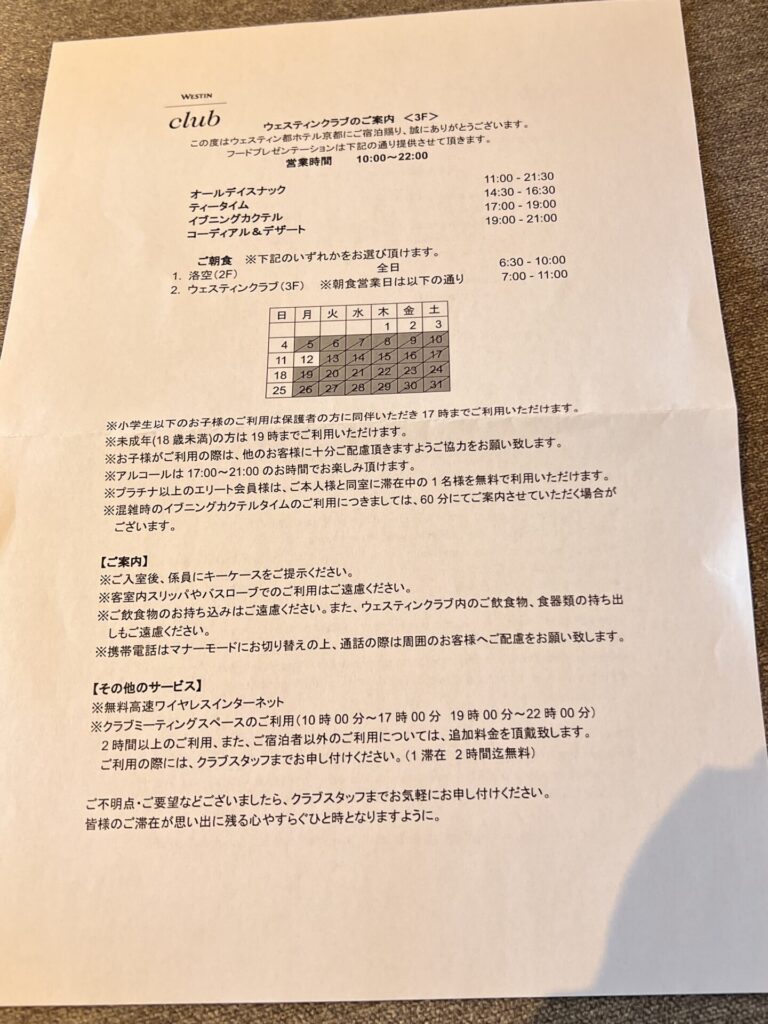 WESTIN
club
ウェスティンクラブのご案内 <3F>
この度はウェスティン都ホテル京都にご宿泊賜り、誠にありがとうございます。
フードプレゼンテーションは下記の通り提供させて頂きます。
営業時間 10:00～22:00
オールデイスナック 11:00 - 21:30
ティータイム 14:30 - 16:30
イブニングカクテル 17:00 - 19:00
コーディアル＆デザート 19:00 - 21:00
ご朝食 ※下記のいずれかをお選び頂けます。
1. 洛空(2F) 全日 6:30 - 10:00
2. ウェスティンクラブ(3F) ※朝食営業日は以下の通り 7:00 - 11:00
日 月 火 水 木 金 土
1 2 3
4 5 6 7 8 9 10
11 12 13 14 15 16 17
18 19 20 21 22 23 24
25 26 27 28 29 30 31
※小学生以下のお子様のご利用は保護者の方に同伴いただき 17 時までご利用いただけます。
※未成年(18 歳未満)の方は 19 時までご利用いただけます。
※お子様がご利用の際は、他のお客様に十分ご配慮頂きますようご協力をお願い致します。
※アルコールは 17:00～21:00 のお時間でお楽しみ頂けます。
※プラチナ以上のエリート会員様は、ご本人様と同室に滞在中の 1 名様を無料で利用いただけます。
※混雑時のイブニングカクテルタイムのご利用につきましては、60 分にてご案内させていただく場合が
ございます。
【ご案内】
※ご入室後、係員にキーケースをご提示ください。
※客室内スリッパやバスローブでのご利用はご遠慮ください。
※ご飲食物のお持ち込みはご遠慮ください。また、ウェスティンクラブ内のご飲食物、食器類の持ち出
しもご遠慮ください。
※携帯電話はマナーモードにお切り替えの上、通話の際は周囲のお客様へご配慮をお願い致します。
【その他のサービス】
※無料高速ワイヤレスインターネット
※クラブミーティングスペースのご利用(10 時 00 分～17 時 00 分 19 時 00 分～22 時 00 分)
2 時間以上のご利用、また、ご宿泊者以外のご利用については、追加料金を頂戴致します。
ご利用の際には、クラブスタッフまでお申し付けください。(1 滞在 2 時間迄無料)
ご不明点・ご要望などございましたら、クラブスタッフまでお気軽にお申し付けください。
皆様のご滞在が思い出に残る心やすらぐひと時となりますように。